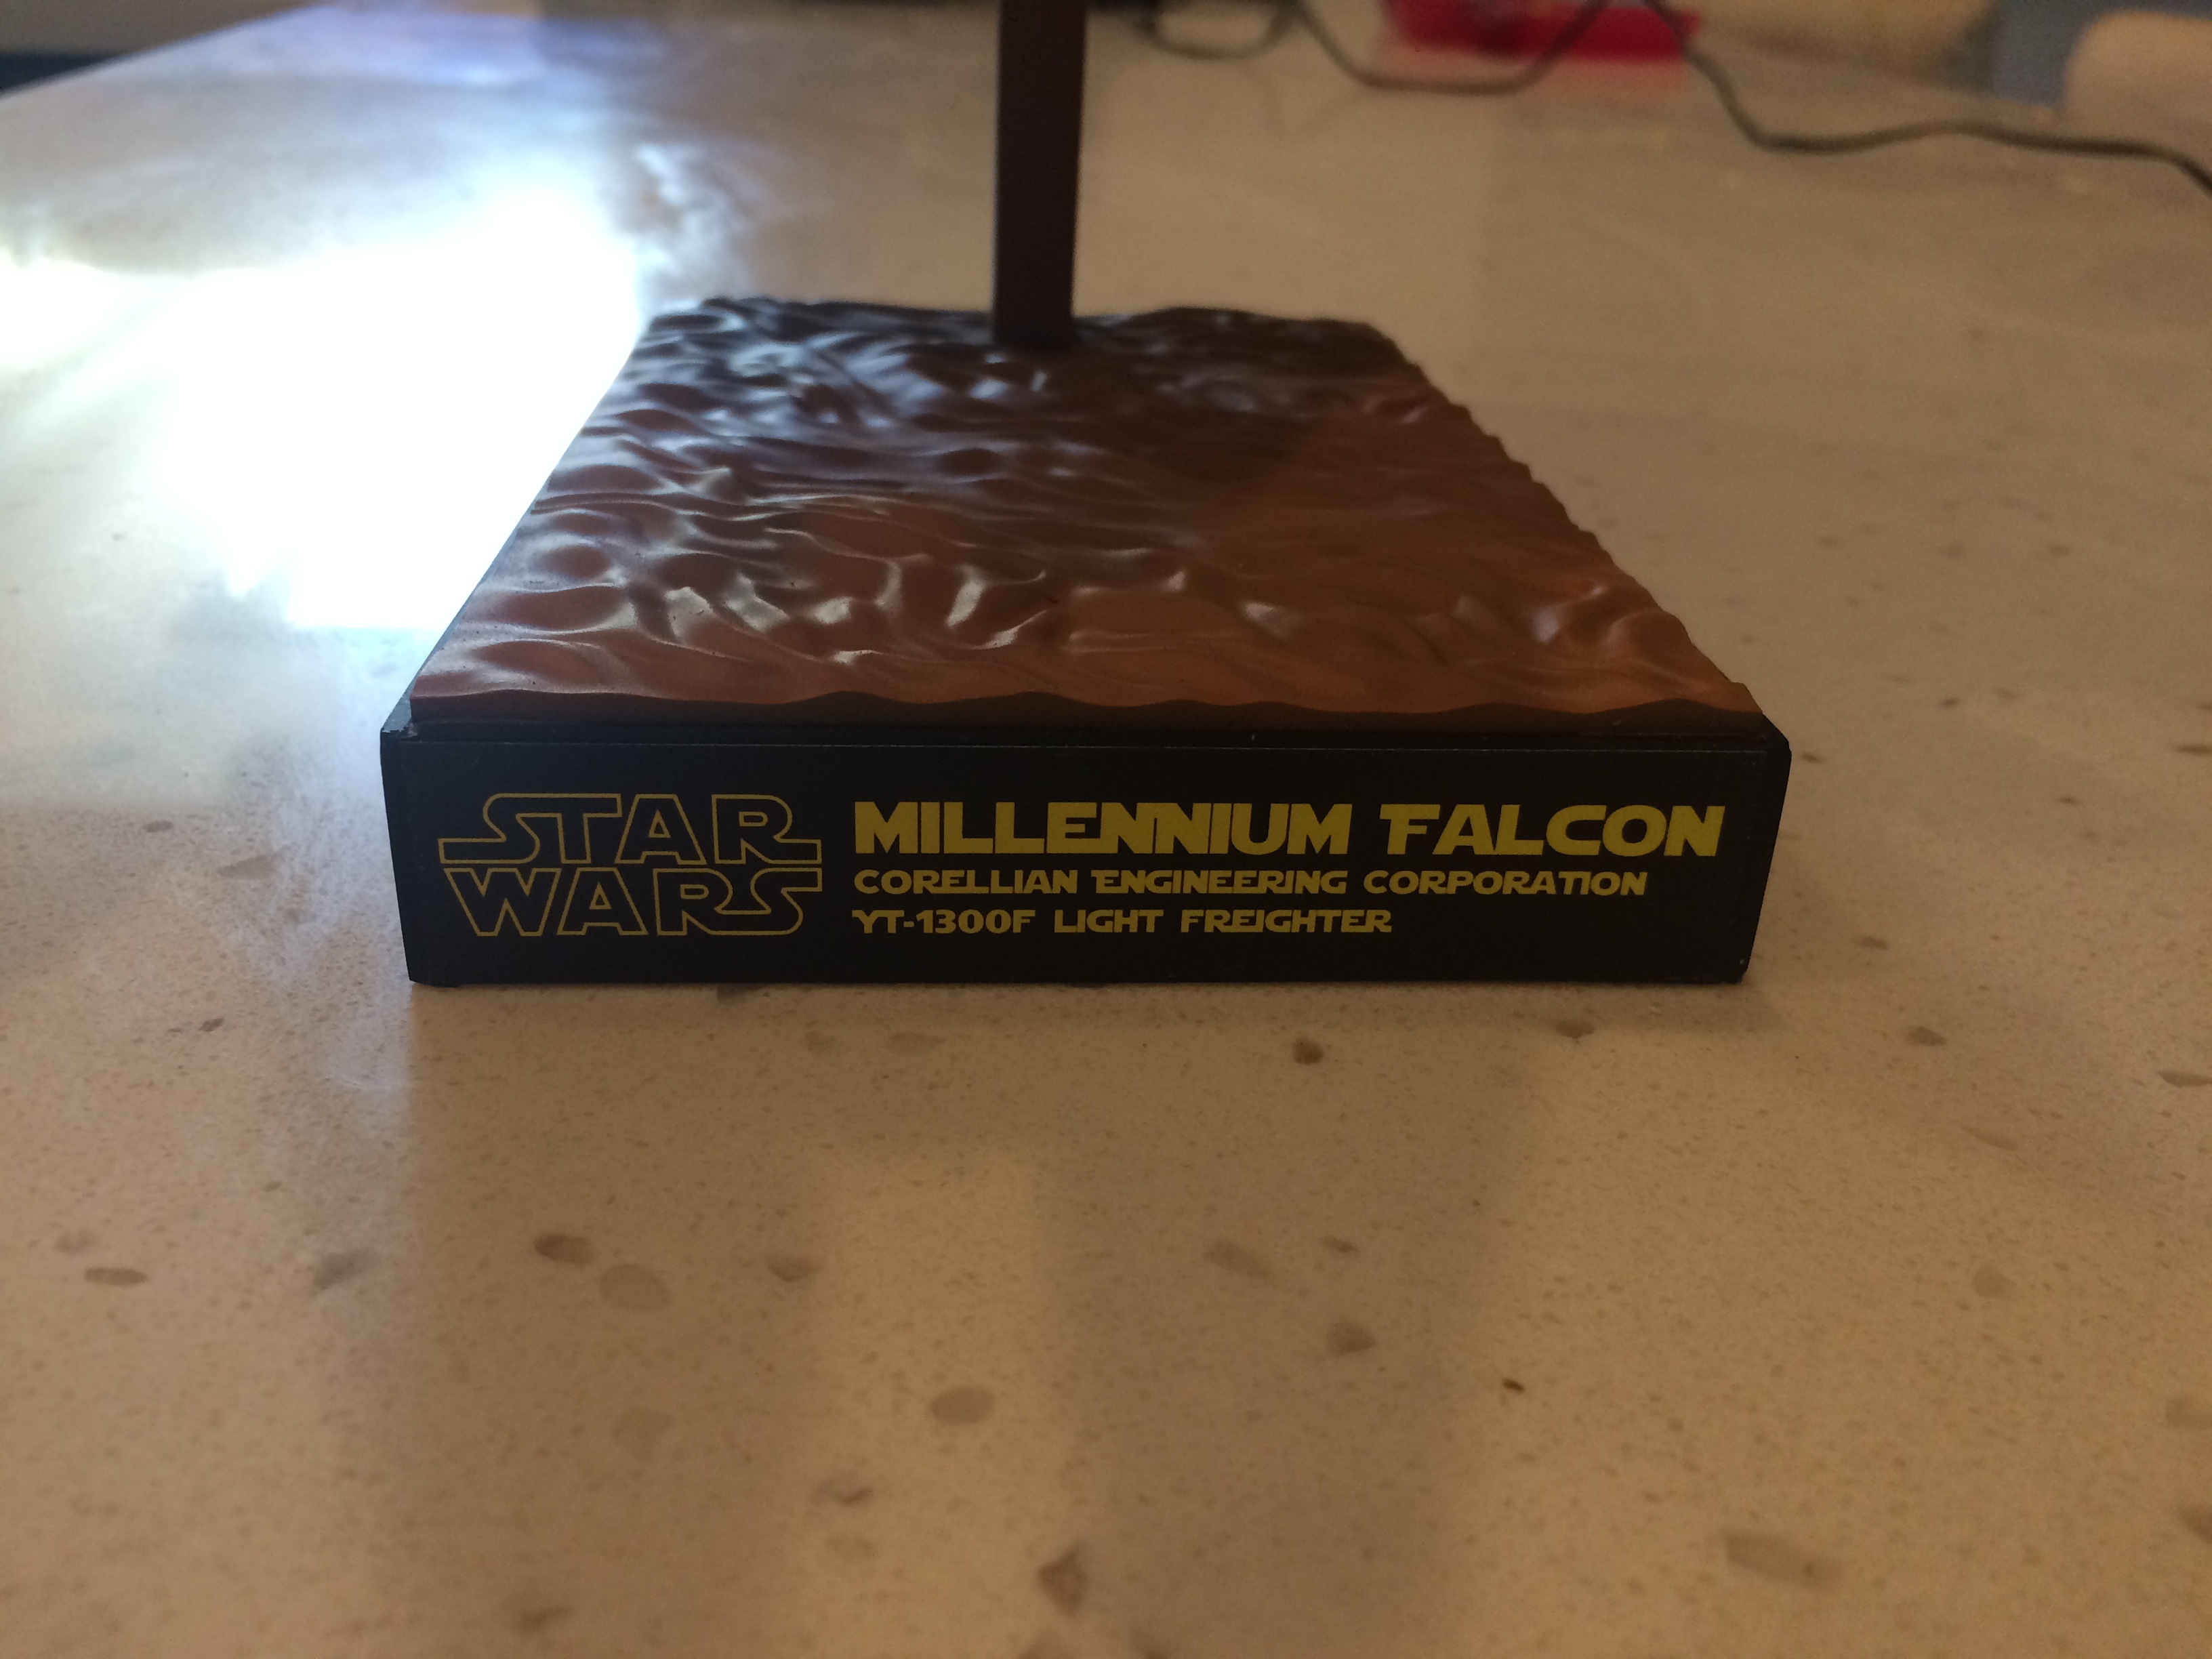 STAR
WARS
MILLENNIUM FALCON
CORELLIAN ENGINEERING CORPORATION
YT-1300F LIGHT FREIGHTER